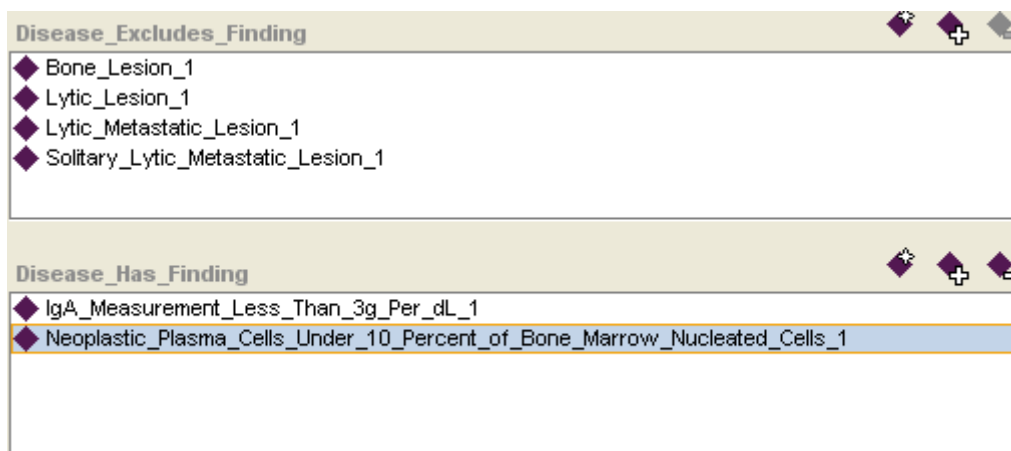 Disease_Excludes_Finding
Bone_Lesion_1
Lytic_Lesion_1
Lytic_Metastatic_Lesion_1
Solitary_Lytic_Metastatic_Lesion_1
Disease_Has_Finding
IgA_Measurement_Less_Than_3g_Per_dL_1
Neoplastic_Plasma_Cells_Under_10_Percent_of_Bone_Marrow_Nucleated_Cells_1